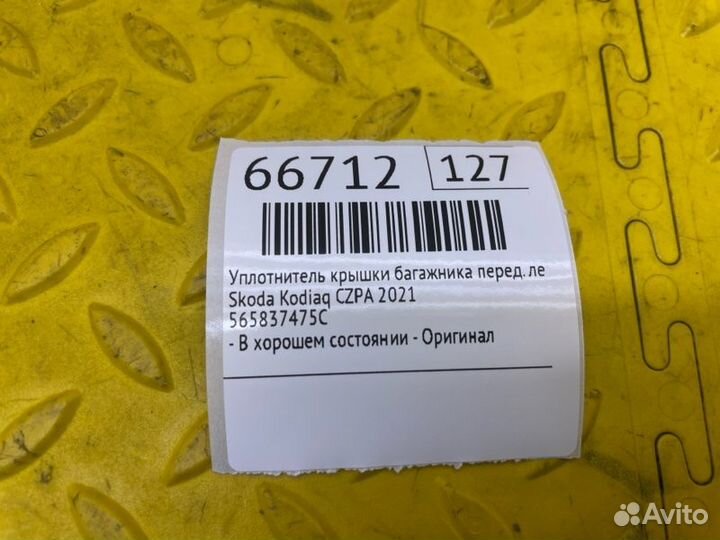 66712 127
Уплотнитель крышки багажника перед. ле
Skoda Kodiaq CZPA 2021
565837475C
- В хорошем состоянии - Оригинал
Avito